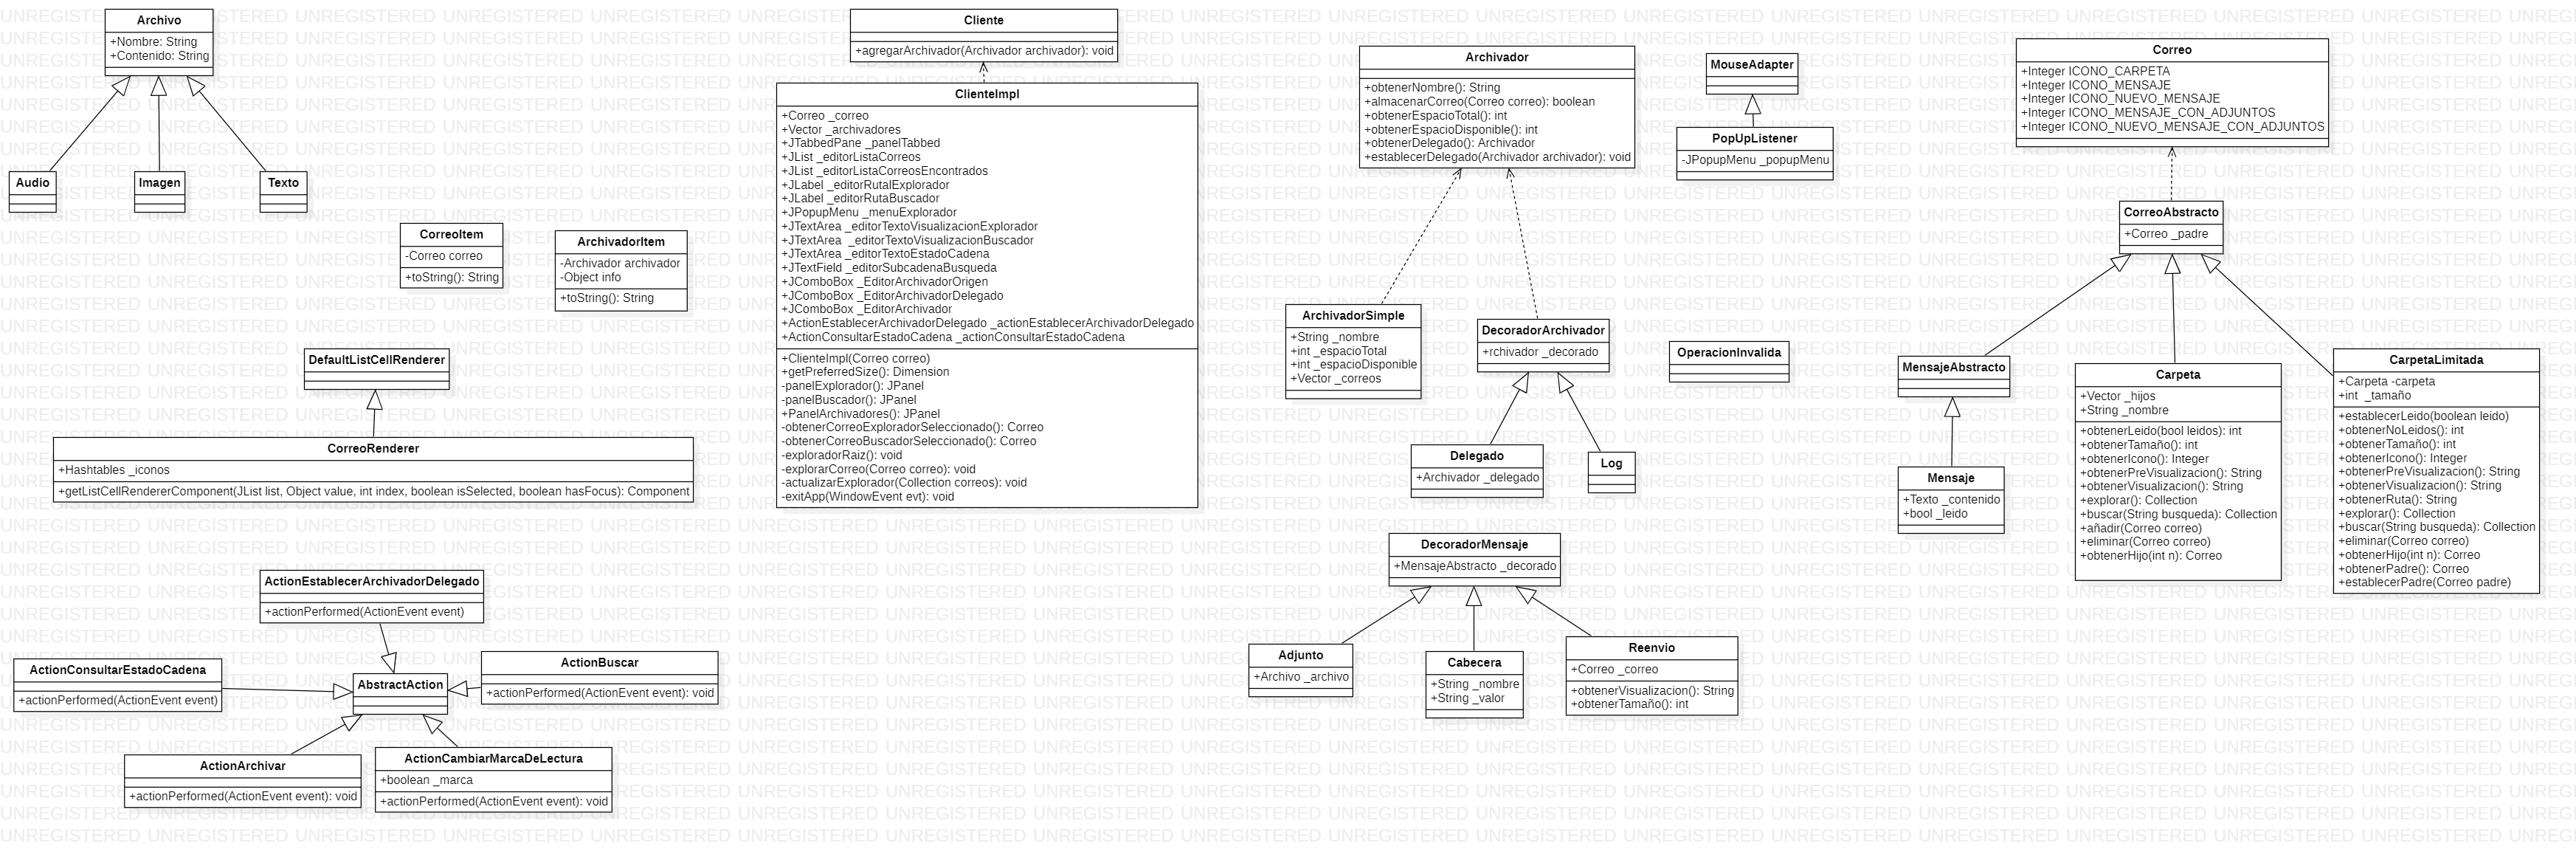 Archivo
+Nombre: String
+Contenido: String
Audio
Imagen
Texto
CorreoItem
-Correo correo
+toString(): String
ArchivadorItem
-Archivador archivador
-Object info
+toString(): String
DefaultListCellRenderer
CorreoRenderer
+Hashtables _iconos
+getListCellRendererComponent(JList list, Object value, int index, boolean isSelected, boolean hasFocus): Component
ActionEstablecerArchivadorDelegado
+actionPerformed(ActionEvent event)
ActionConsultarEstadoCadena
+actionPerformed(ActionEvent event)
AbstractAction
ActionBuscar
+actionPerformed(ActionEvent event): void
ActionArchivar
+actionPerformed(ActionEvent event): void
ActionCambiarMarcaDeLectura
+boolean _marca
+actionPerformed(ActionEvent event): void
Cliente
+agregarArchivador(Archivador archivador): void
ClienteImpl
+Correo _correo
+Vector _archivadores
+JTabbedPane _panelTabbed
+JList _editorListaCorreos
+JList _editorListaCorreosEncontrados
+JLabel _editorRutalExplorador
+JLabel _editorRutaBuscador
+JPopupMenu _menuExplorador
+JTextArea _editorTextoVisualizacionExplorador
+JTextArea  _editorTextoVisualizacionBuscador
+JTextArea _editorTextoEstadoCadena
+JTextField _editorSubcadenaBusqueda
+JComboBox _EditorArchivadorOrigen
+JComboBox _EditorArchivadorDelegado
+JComboBox _EditorArchivador
+ActionEstablecerArchivadorDelegado _actionEstablecerArchivadorDelegado
+ActionConsultarEstadoCadena _actionConsultarEstadoCadena
+ClienteImpl(Correo correo)
+getPreferredSize(): Dimension
-panelExplorador(): JPanel
-panelBuscador(): JPanel
+PanelArchivadores(): JPanel
-obtenerCorreoExploradorSeleccionado(): Correo
-obtenerCorreoBuscadorSeleccionado(): Correo
-exploradorRaiz(): void
-explorarCorreo(Correo correo): void
-actualizarExplorador(Collection correos): void
-exitApp(WindowEvent evt): void
Archivador
+obtenerNombre(): String
+almacenarCorreo(Correo correo): boolean
+obtenerEspacioTotal(): int
+obtenerEspacioDisponible(): int
+obtenerDelegado(): Archivador
+establecerDelegado(Archivador archivador): void
ArchivadorSimple
+String _nombre
+int _espacioTotal
+int _espacioDisponible
+Vector _correos
DecoradorArchivador
+rchivador _decorado
Delegado
+Archivador _delegado
Log
DecoradorMensaje
+MensajeAbstracto _decorado
Adjunto
+Archivo _archivo
Cabecera
+String _nombre
+String _valor
Reenvio
+Correo _correo
+obtenerVisualizacion(): String
+obtenerTamaño(): int
MouseAdapter
PopUpListener
-JPopupMenu _popupMenu
OperacionInvalida
Correo
+Integer ICONO_CARPETA
+Integer ICONO_MENSAJE
+Integer ICONO_NUEVO_MENSAJE
+Integer ICONO_MENSAJE_CON_ADJUNTOS
+Integer ICONO_NUEVO_MENSAJE_CON_ADJUNTOS
CorreoAbstracto
+Correo _padre
MensajeAbstracto
Mensaje
+Texto _contenido
+bool _leido
Carpeta
+Vector _hijos
+String _nombre
+obtenerLeido(bool leidos): int
+obtenerTamaño(): int
+obtenerIcono(): Integer
+obtenerPreVisualizacion(): String
+obtenerVisualizacion(): String
+explorar(): Collection
+buscar(String busqueda): Collection
+añadir(Correo correo)
+eliminar(Correo correo)
+obtenerHijo(int n): Correo
CarpetaLimitada
+Carpeta -carpeta
+int  _tamaño
+establecerLeido(boolean leido)
+obtenerNoLeidos(): int
+obtenerTamaño(): int
+obtenerIcono(): Integer
+obtenerPreVisualizacion(): String
+obtenerVisualizacion(): String
+obtenerRuta(): String
+explorar(): Collection
+buscar(String busqueda): Collection
+eliminar(Correo correo)
+obtenerHijo(int n): Correo
+obtenerPadre(): Correo
+establecerPadre(Correo padre)
UNREGISTERED